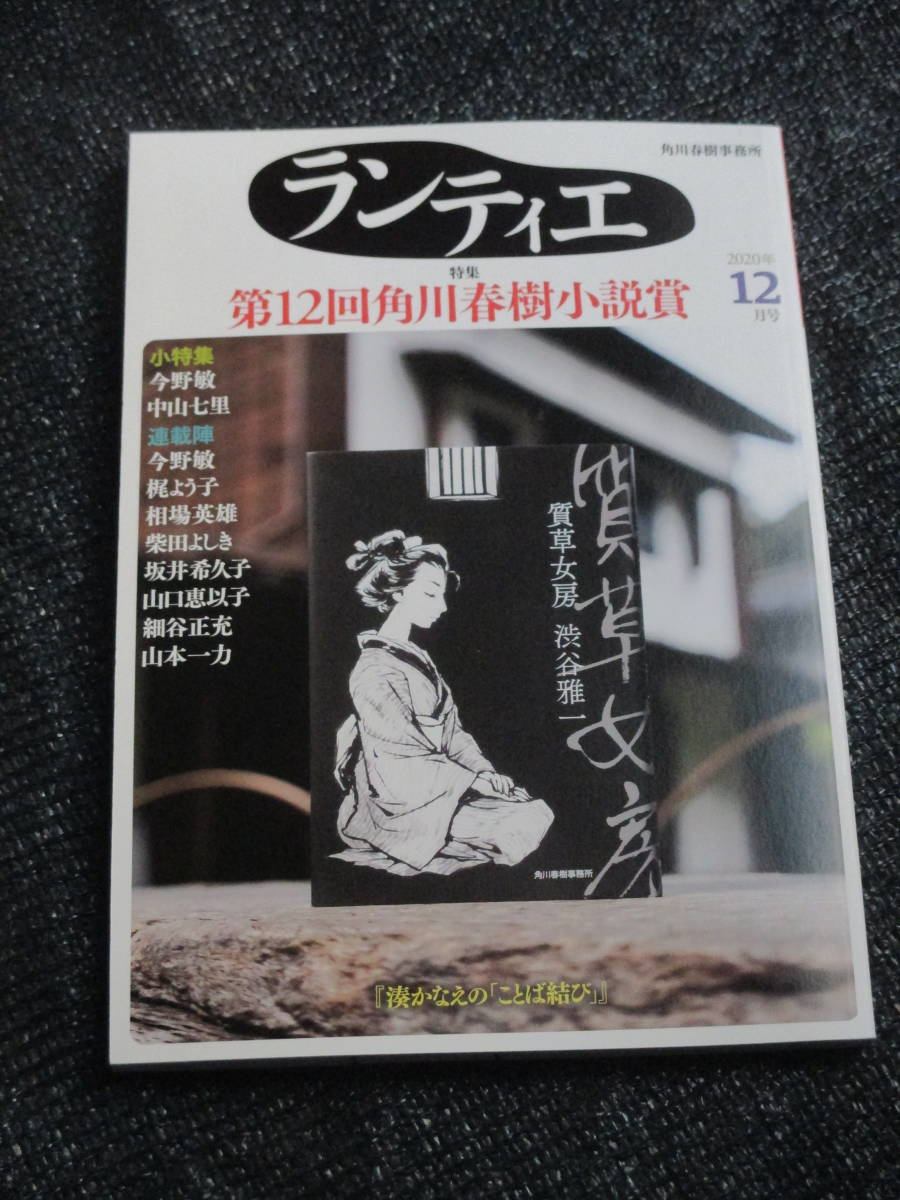 角川春樹事務所
ランティエ
2020年
12
月号
特集
第12回角川春樹小説賞
小特集
今野敏
中山七里
連載陣
今野敏
梶よう子
相場英雄
柴田よしき
坂井希久子
山口恵以子
細谷正充
山本一力
質草女房
質草女房 渋谷雅一
角川春樹事務所
『湊かなえの「ことば結び」』